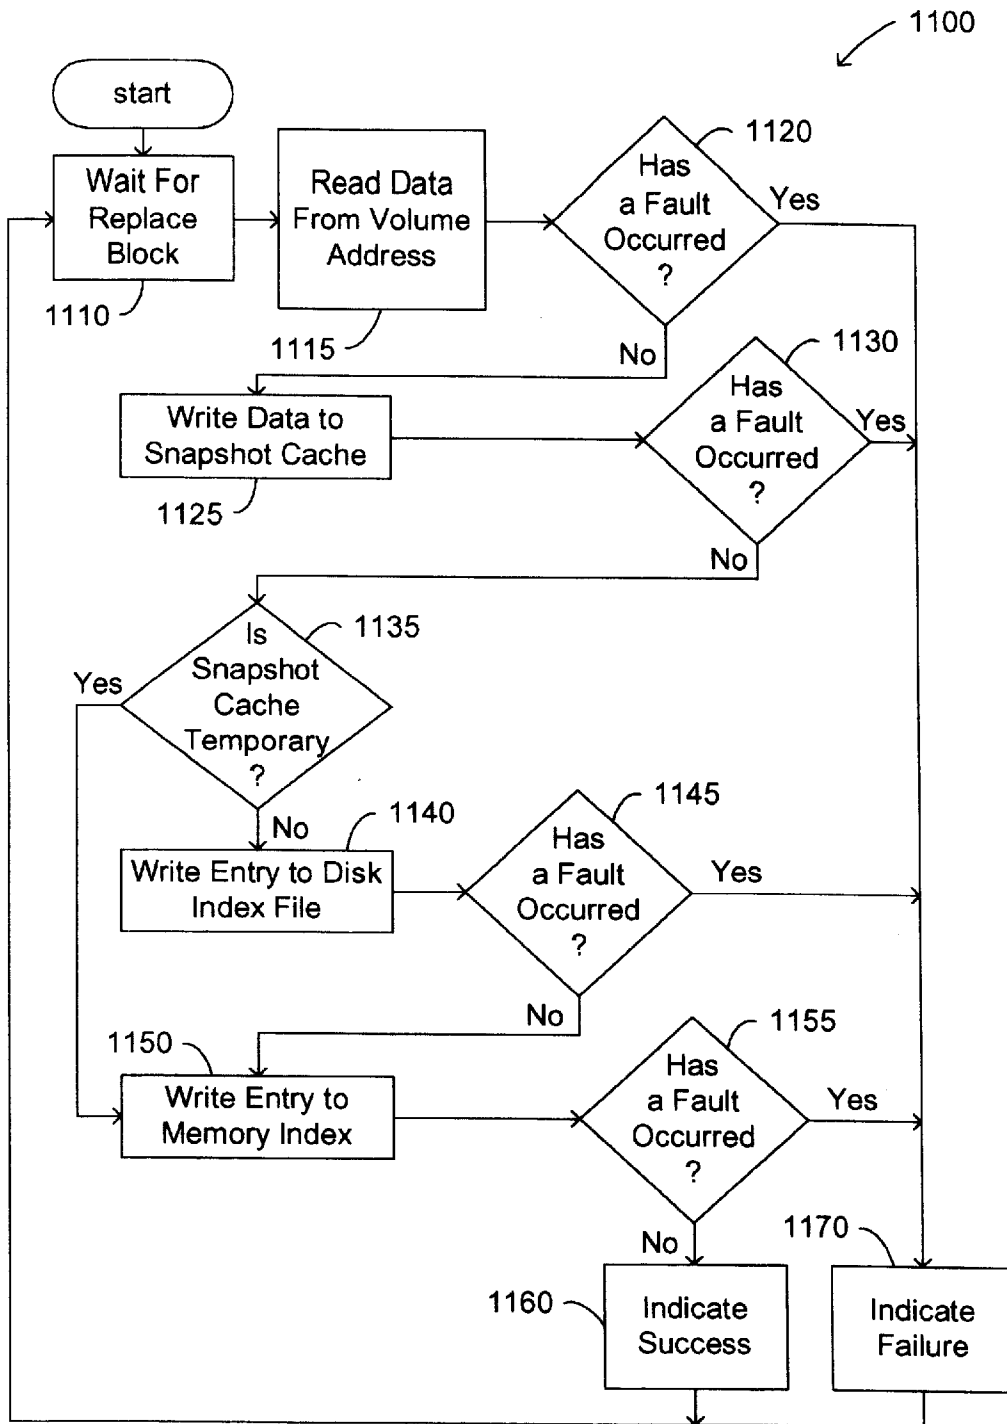 1100
start
Wait For
Replace
Block
1110
Read Data
From Volume
Address
1115
Has
a Fault
Occurred
?
1120
Yes
No
Write Data to
Snapshot Cache
1125
Has
a Fault
Occurred
?
1130
Yes
No
Is
Snapshot
Cache
Temporary
?
1135
Yes
No
1140
Write Entry to Disk
Index File
Has
a Fault
Occurred
?
1145
Yes
No
1150
Write Entry to
Memory Index
Has
a Fault
Occurred
?
1155
Yes
No
1160
Indicate
Success
1170
Indicate
Failure